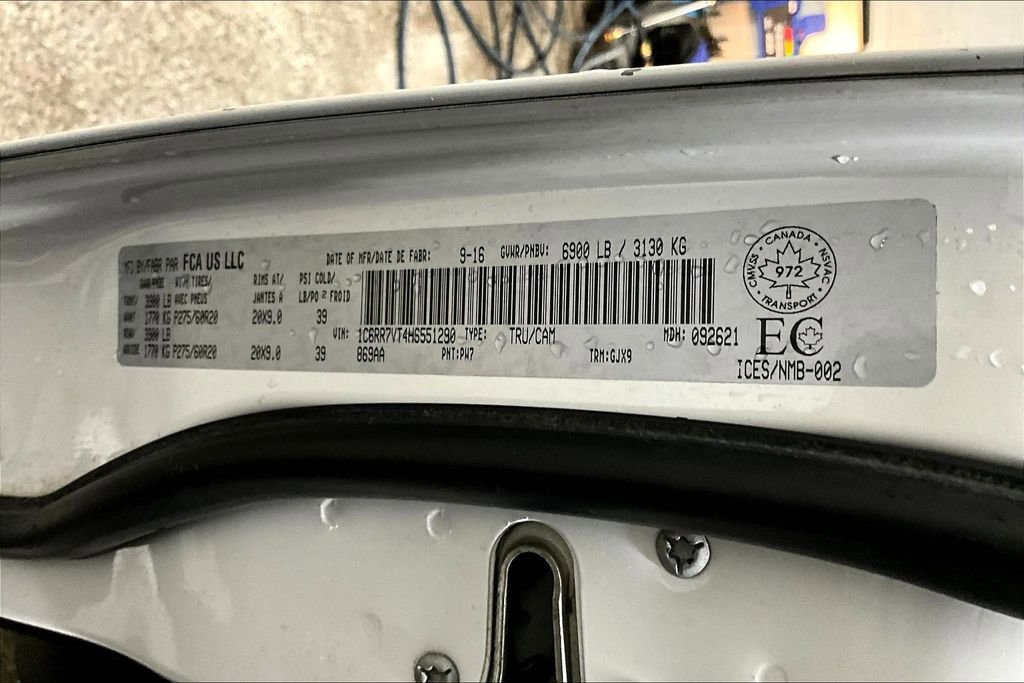 MFD BY/FABR PAR FCA US LLC
DATE OF MFR/DATE DE FABR: 9-16 GUWR/PNBV: 6900 LB / 3130 KG
WITH TIRES/ RIMS AT/ PSI COLD/
3900 LB AVEC PNEUS JANTES A LB/PO 2 FROID
1770 KG P275/60R20 20X9.0 39
3900 LB
1770 KG P275/60R20 20X9.0 39
VIN: 1C6RR7VT4HS551290 TYPE: TRU/CAM MDH: 092621
869AA PNT:PW7 TRM:GJX9
CANADA
CMVSS 972 NSVAC
TRANSPORT
EC
ICES/NMB-002